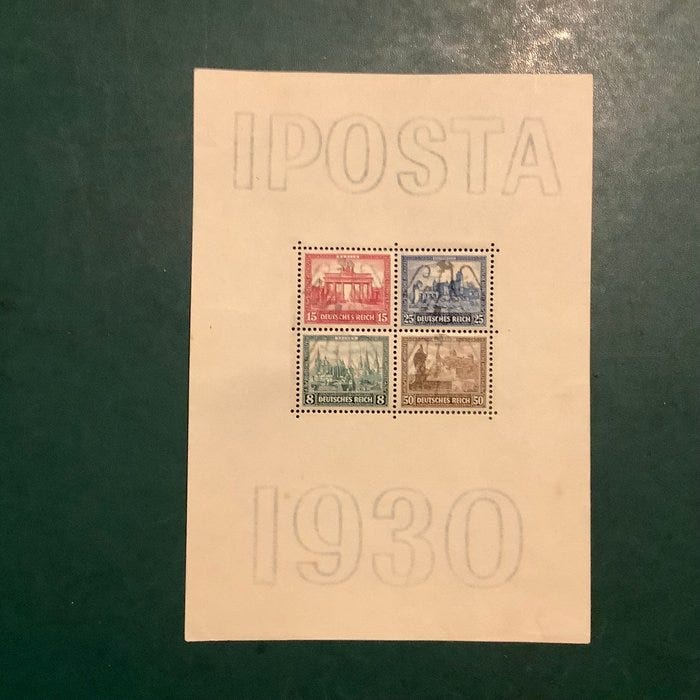 IPOSTA
15 DEUTSCHES REICH 15
25 DEUTSCHES REICH 25
8 DEUTSCHES REICH 8
50 DEUTSCHES REICH 50
1930